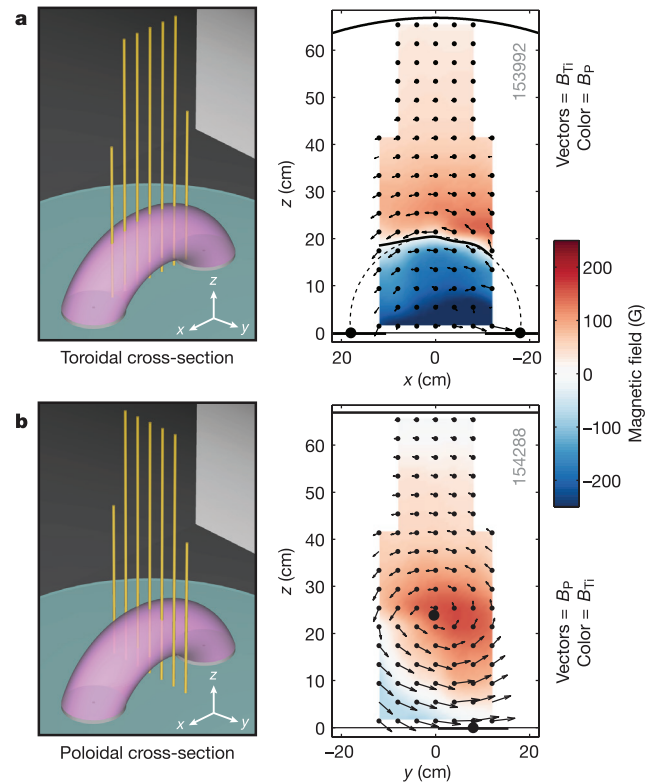 a
z
x
y
Toroidal cross-section
60
50
40
30
20
10
0
z (cm)
20
0
−20
x (cm)
153992
Vectors = B_Ti
Color = B_P
200
100
0
−100
−200
Magnetic field (G)
b
z
x
y
Poloidal cross-section
60
50
40
30
20
10
0
z (cm)
−20
0
20
y (cm)
154288
Vectors = B_P
Color = B_Ti